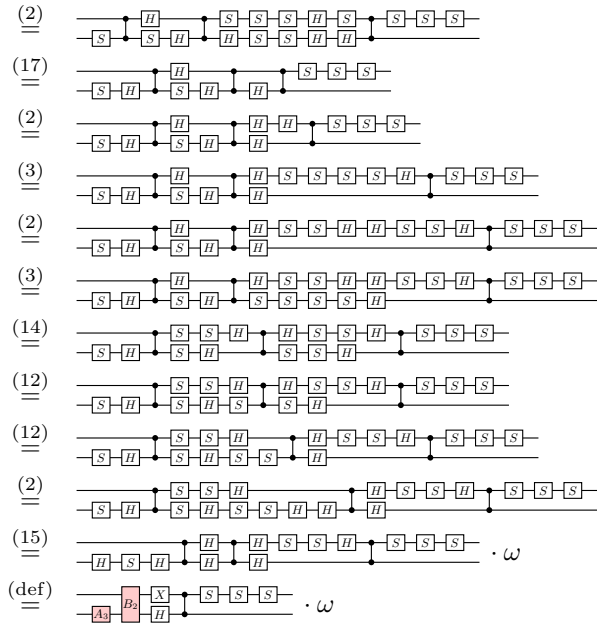 (2)
= H S S S H S S S S
S S H H S S H H
(17)
= H S S S
S H S H H
(2)
= H H H S S S
S H S H H
(3)
= H H S S S S H S S S
S H S H H
(2)
= H H S S H H S S H S S S
S H S H H
(3)
= H H S S H H S S H S S S
S H S H S S S S H
(14)
= S S H H S S H S S S
S H S H S S H
(12)
= S S H H S S H S S S
S H S H S S H
(12)
= S S H H S S H S S S
S H S H S S H
(2)
= S S H H S S H S S S
S H S H S S H H H
(15)
= H H S S H S S S · ω
H S H H H
(def)
= B₂ X S S S · ω
A₃ H